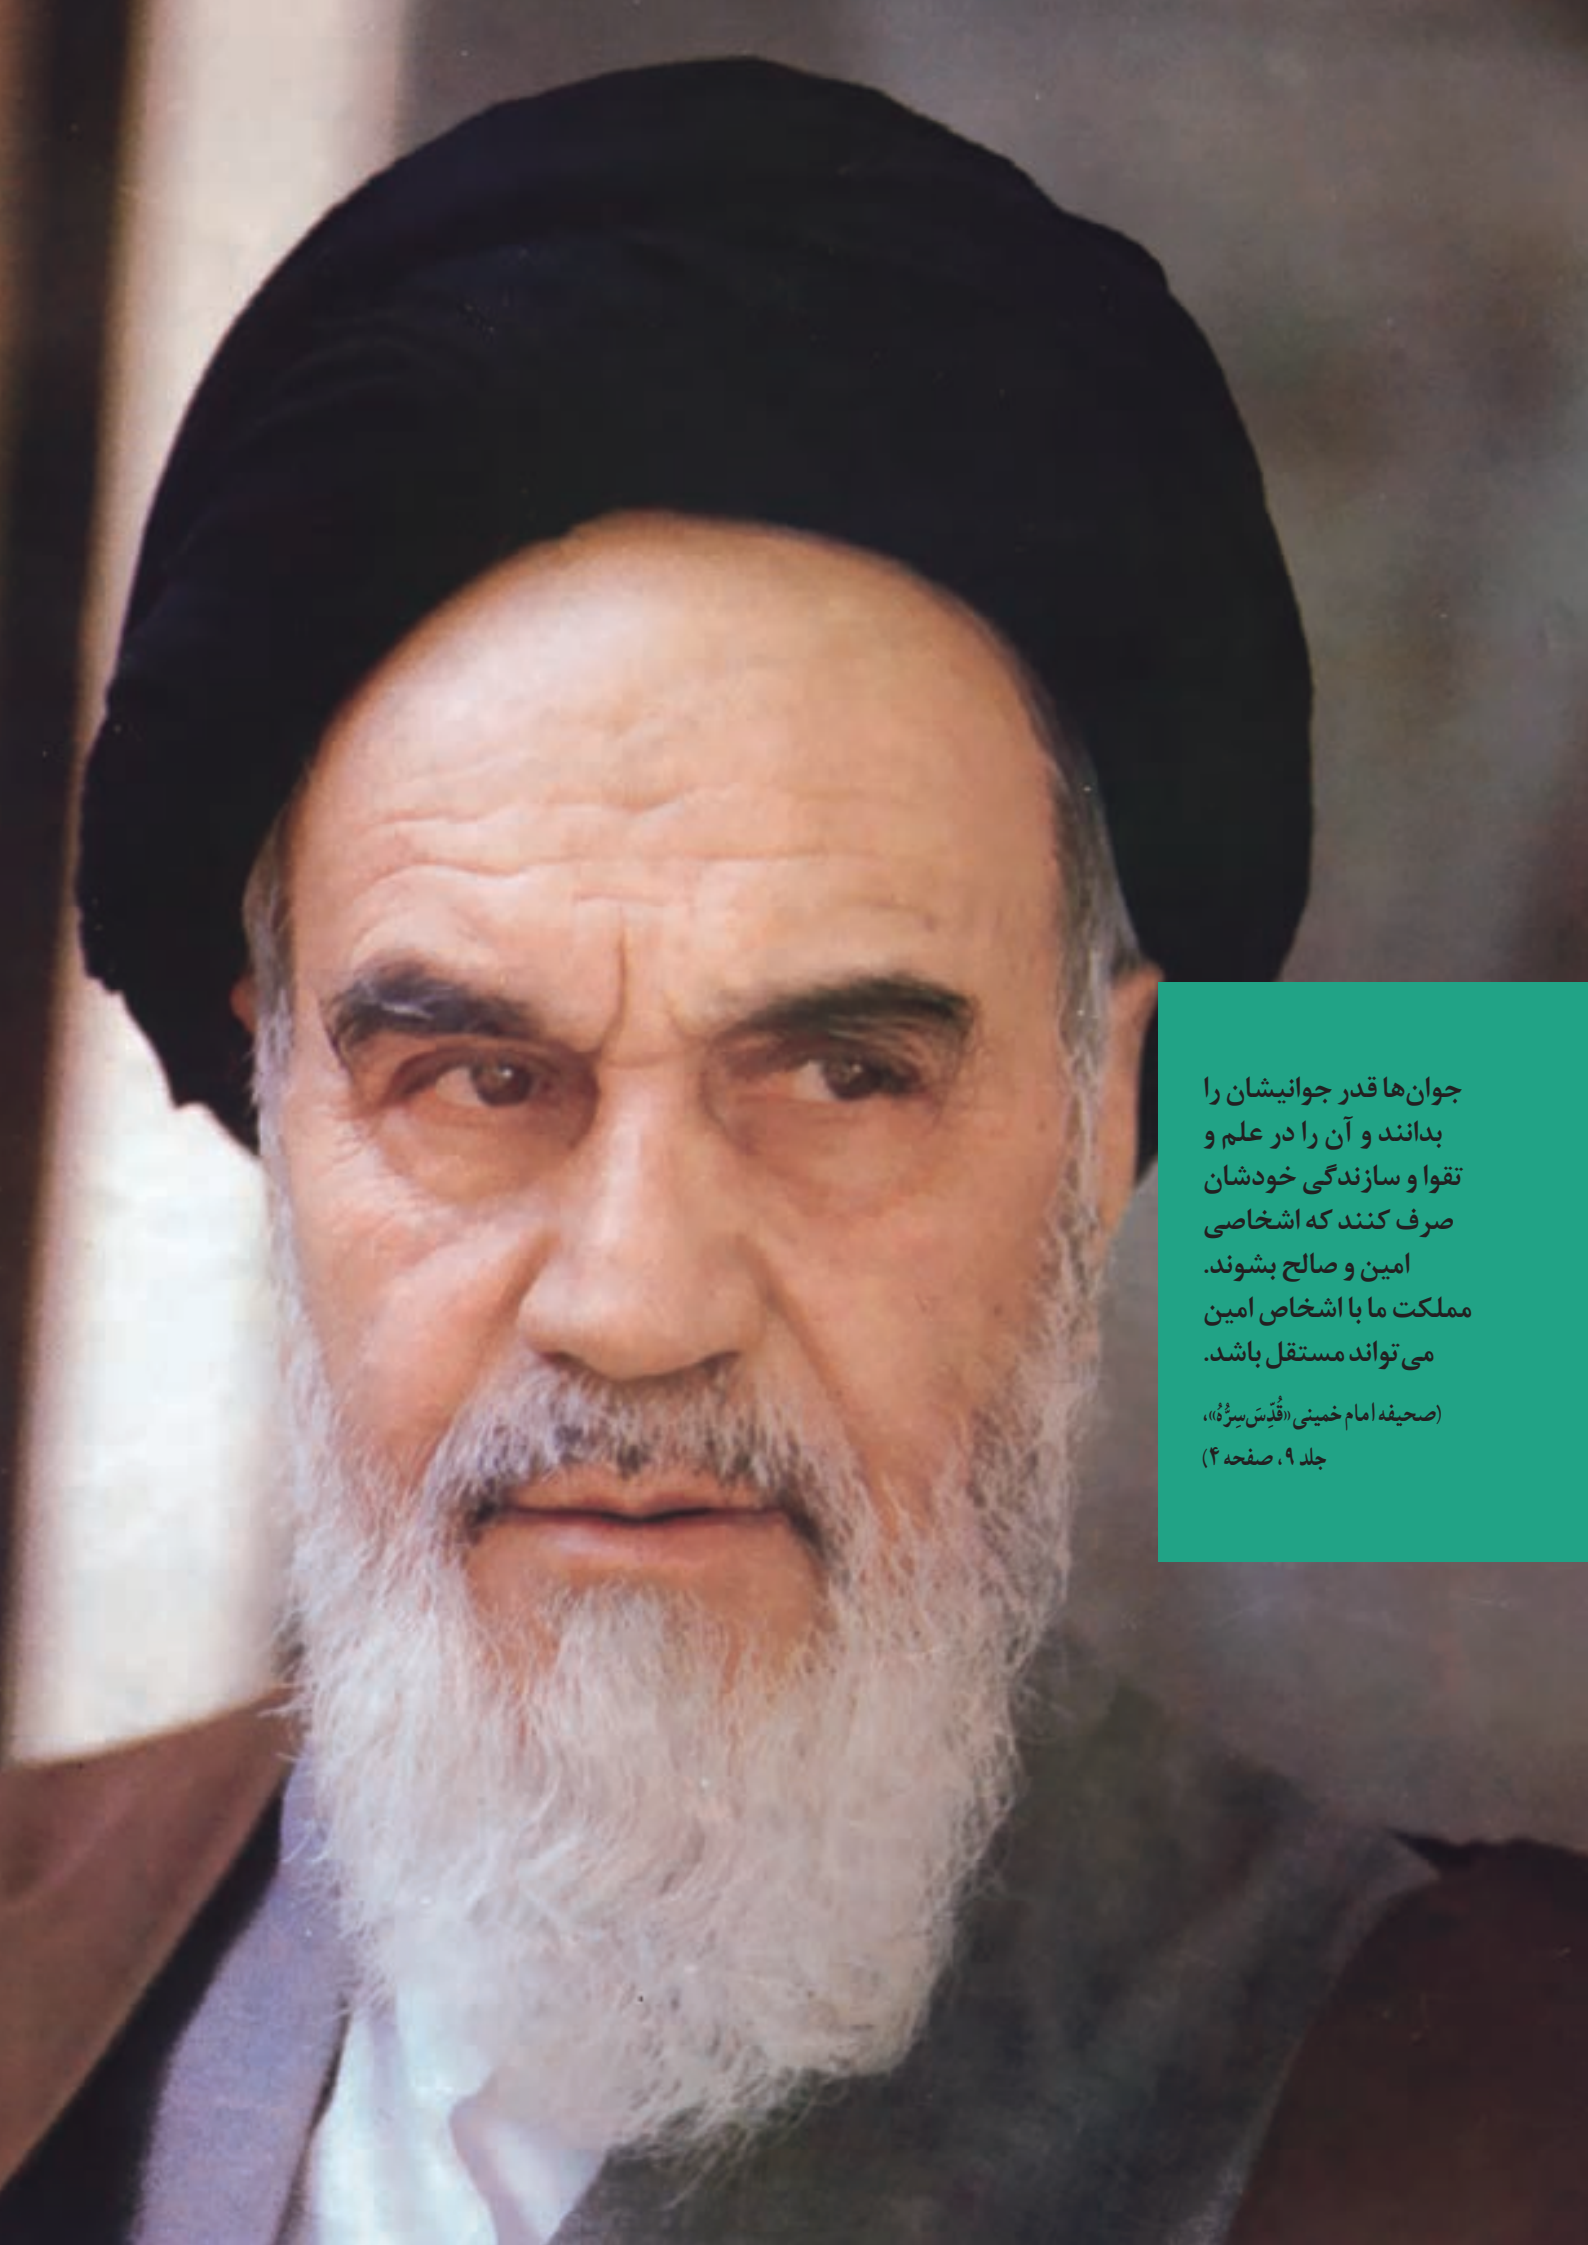 جوان‌ها قدر جوانیشان را
بدانند و آن را در علم و
تقوا و سازندگی خودشان
صرف کنند که اشخاصی
امین و صالح بشوند.
مملکت ما با اشخاص امین
می‌تواند مستقل باشد.
(صحیفه امام خمینی «قُدِّسَ سِرُّهُ»،
جلد ۹، صفحه ۴)